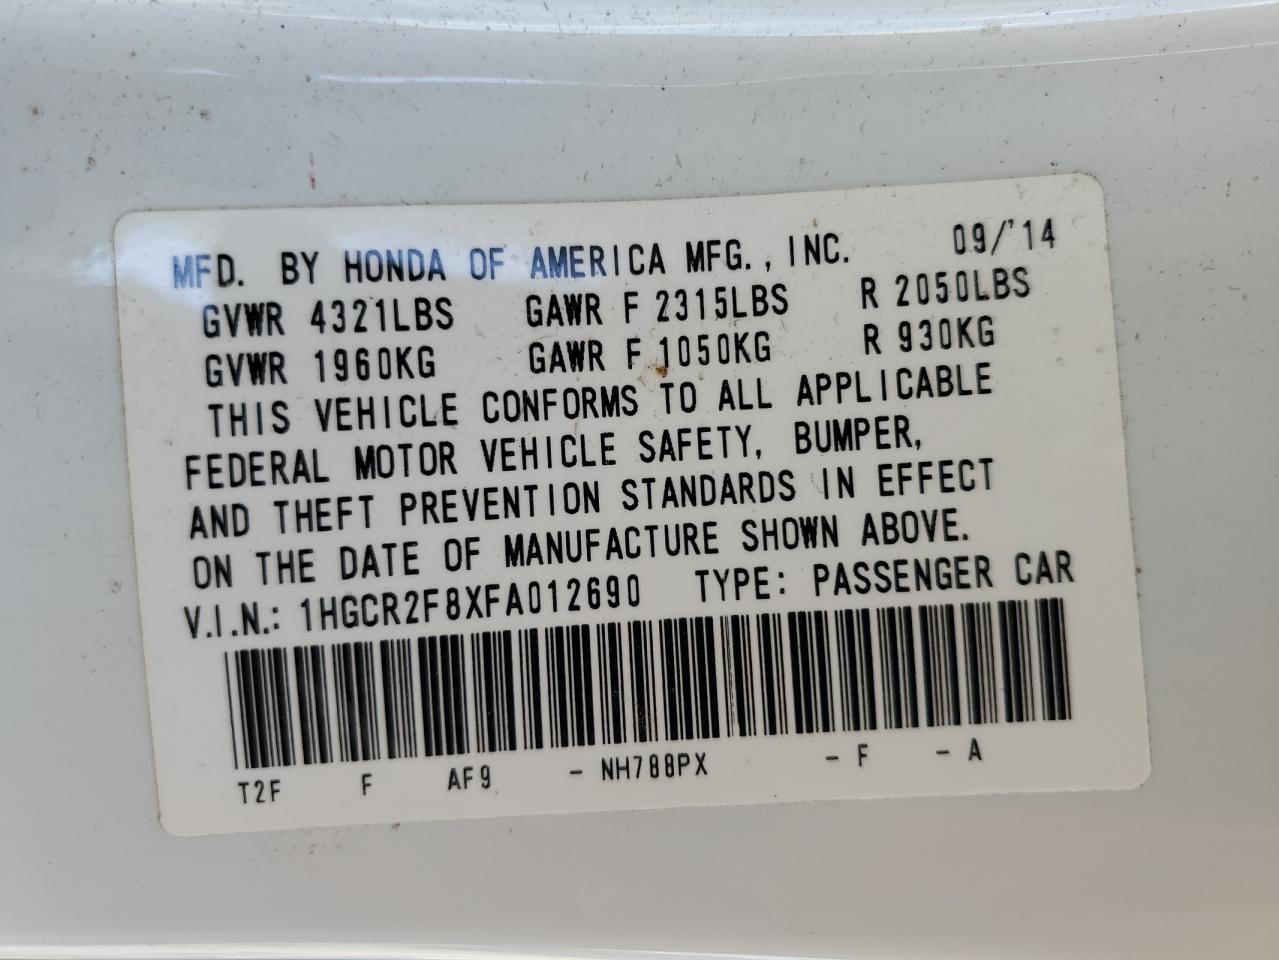 MFD. BY HONDA OF AMERICA MFG., INC. 09/'14
GVWR 4321LBS GAWR F 2315LBS R 2050LBS
GVWR 1960KG GAWR F 1050KG R 930KG
THIS VEHICLE CONFORMS TO ALL APPLICABLE
FEDERAL MOTOR VEHICLE SAFETY, BUMPER,
AND THEFT PREVENTION STANDARDS IN EFFECT
ON THE DATE OF MANUFACTURE SHOWN ABOVE.
V.I.N.: 1HGCR2F8XFA012690 TYPE: PASSENGER CAR
T2F F AF9 - NH788PX - F - A